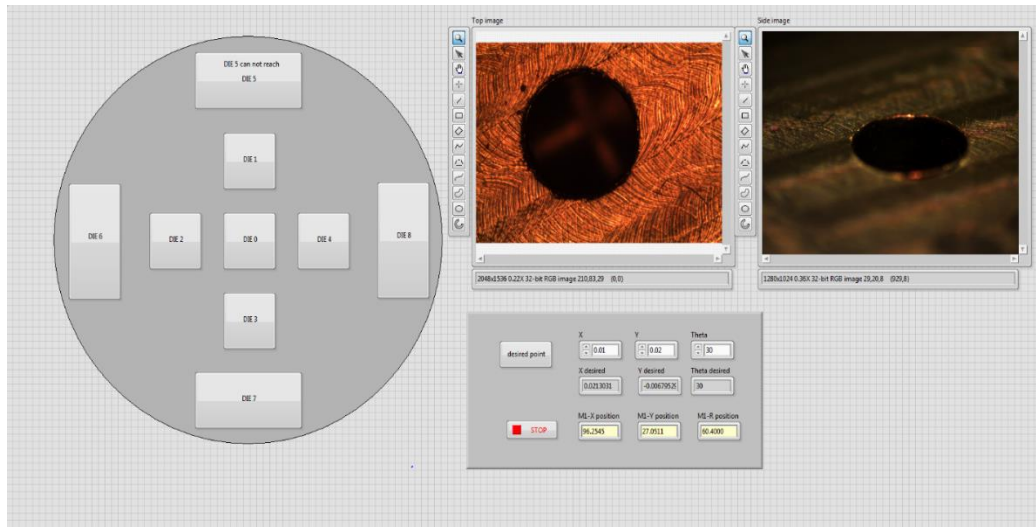 Top image
Side image
DIE 5 can not reach
DIE 5
DIE 1
DIE 6
DIE 2
DIE 0
DIE 4
DIE 8
DIE 3
DIE 7
2048x1536 0.22X 32-bit RGB image 210,83,29 (0,0)
1280x1024 0.36X 32-bit RGB image 29,20,8 (929,8)
X
Y
Theta
desired point
0.01
0.02
30
X desired
Y desired
Theta desired
0.0213031
-0.00679529
30
M1-X position
M1-Y position
M1-R position
STOP
96.2545
27.0511
60.4000